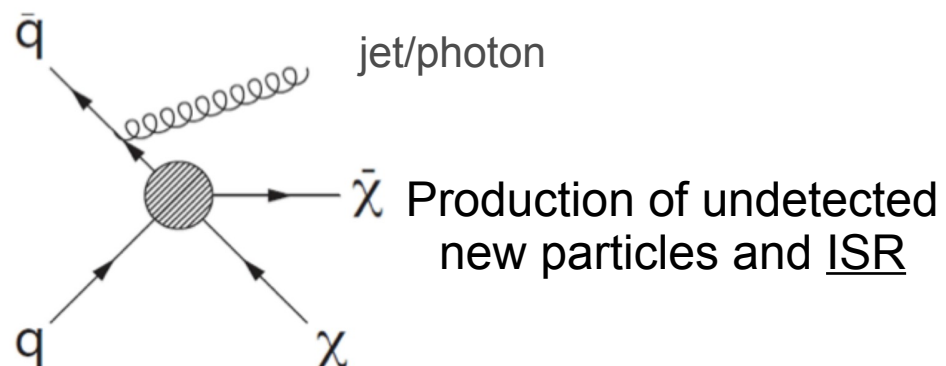 q̄
jet/photon
χ̄ Production of undetected
new particles and ISR
q
χ